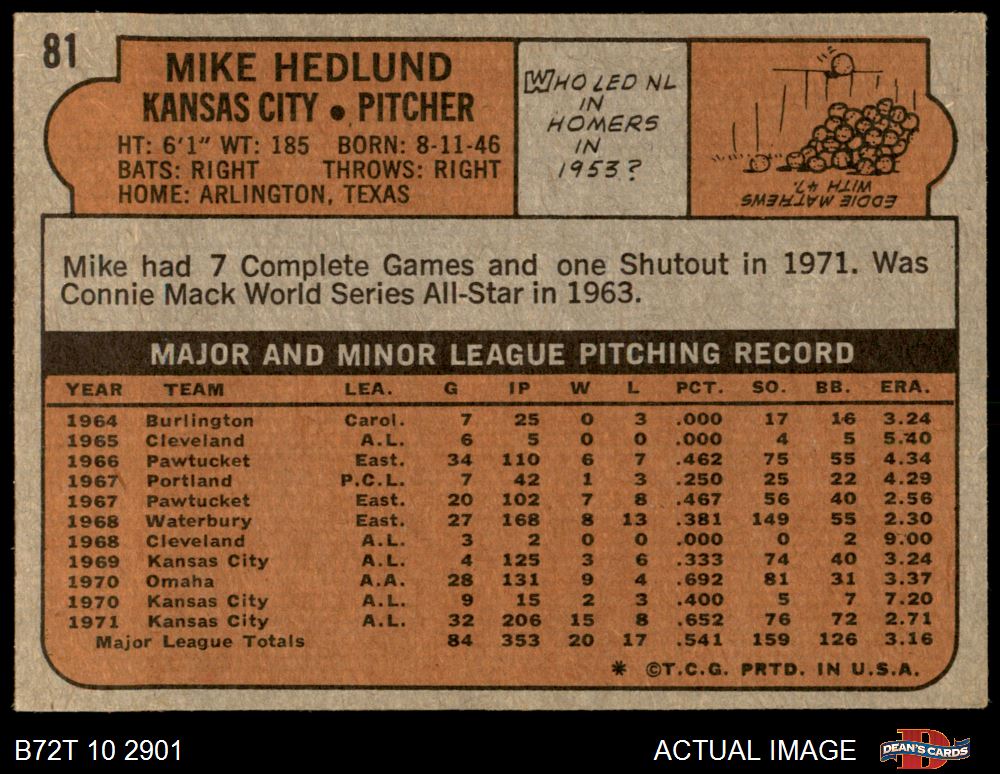 81
MIKE HEDLUND
KANSAS CITY • PITCHER
HT: 6'1" WT: 185 BORN: 8-11-46
BATS: RIGHT THROWS: RIGHT
HOME: ARLINGTON, TEXAS
WHO LED NL
IN
HOMERS
IN
1953?
EDDIE MATHEWS
WITH 47.
Mike had 7 Complete Games and one Shutout in 1971. Was
Connie Mack World Series All-Star in 1963.
MAJOR AND MINOR LEAGUE PITCHING RECORD
YEAR TEAM LEA. G IP W L PCT. SO. BB. ERA.
1964 Burlington Carol. 7 25 0 3 .000 17 16 3.24
1965 Cleveland A.L. 6 5 0 0 .000 4 5 5.40
1966 Pawtucket East. 34 110 6 7 .462 75 55 4.34
1967 Portland P.C.L. 7 42 1 3 .250 25 22 4.29
1967 Pawtucket East. 20 102 7 8 .467 56 40 2.56
1968 Waterbury East. 27 168 8 13 .381 149 55 2.30
1968 Cleveland A.L. 3 2 0 0 .000 0 2 9.00
1969 Kansas City A.L. 4 125 3 6 .333 74 40 3.24
1970 Omaha A.A. 28 131 9 4 .692 81 31 3.37
1970 Kansas City A.L. 9 15 2 3 .400 5 7 7.20
1971 Kansas City A.L. 32 206 15 8 .652 76 72 2.71
Major League Totals 84 353 20 17 .541 159 126 3.16
* ©T.C.G. PRTD. IN U.S.A.
B72T 10 2901
ACTUAL IMAGE
DEAN'S CARDS